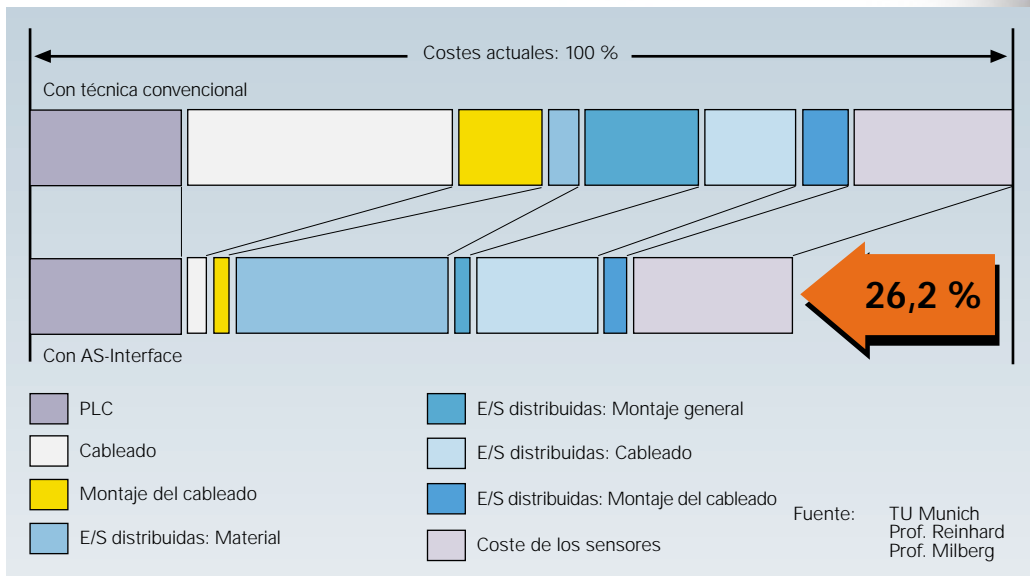 Costes actuales: 100 %
Con técnica convencional
26,2 %
Con AS-Interface
PLC
Cableado
Montaje del cableado
E/S distribuidas: Material
E/S distribuidas: Montaje general
E/S distribuidas: Cableado
E/S distribuidas: Montaje del cableado
Coste de los sensores
Fuente: TU Munich
Prof. Reinhard
Prof. Milberg